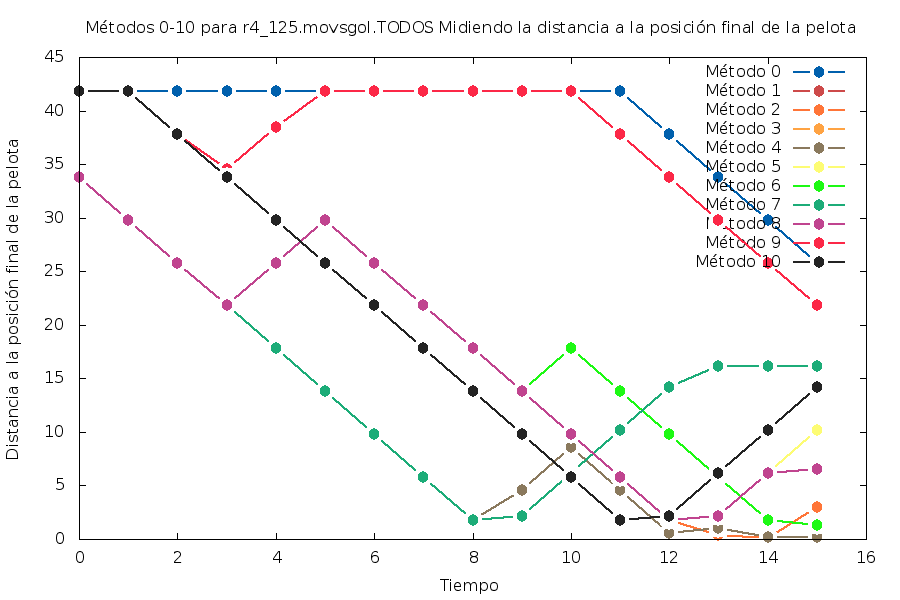 Métodos 0-10 para r4_125.movsgol.TODOS Midiendo la distancia a la posición final de la pelota
Distancia a la posición final de la pelota
45
40
35
30
25
20
15
10
5
0
Método 0
Método 1
Método 2
Método 3
Método 4
Método 5
Método 6
Método 7
Método 8
Método 9
Método 10
0 2 4 6 8 10 12 14 16
Tiempo